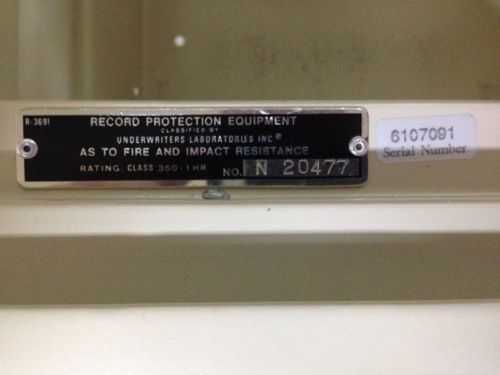 R-3691
RECORD PROTECTION EQUIPMENT
CLASSIFIED BY
UNDERWRITERS LABORATORIES INC.®
AS TO FIRE AND IMPACT RESISTANCE
RATING: CLASS 350-1 HR.
NO. N 20477
6107091
Serial Number